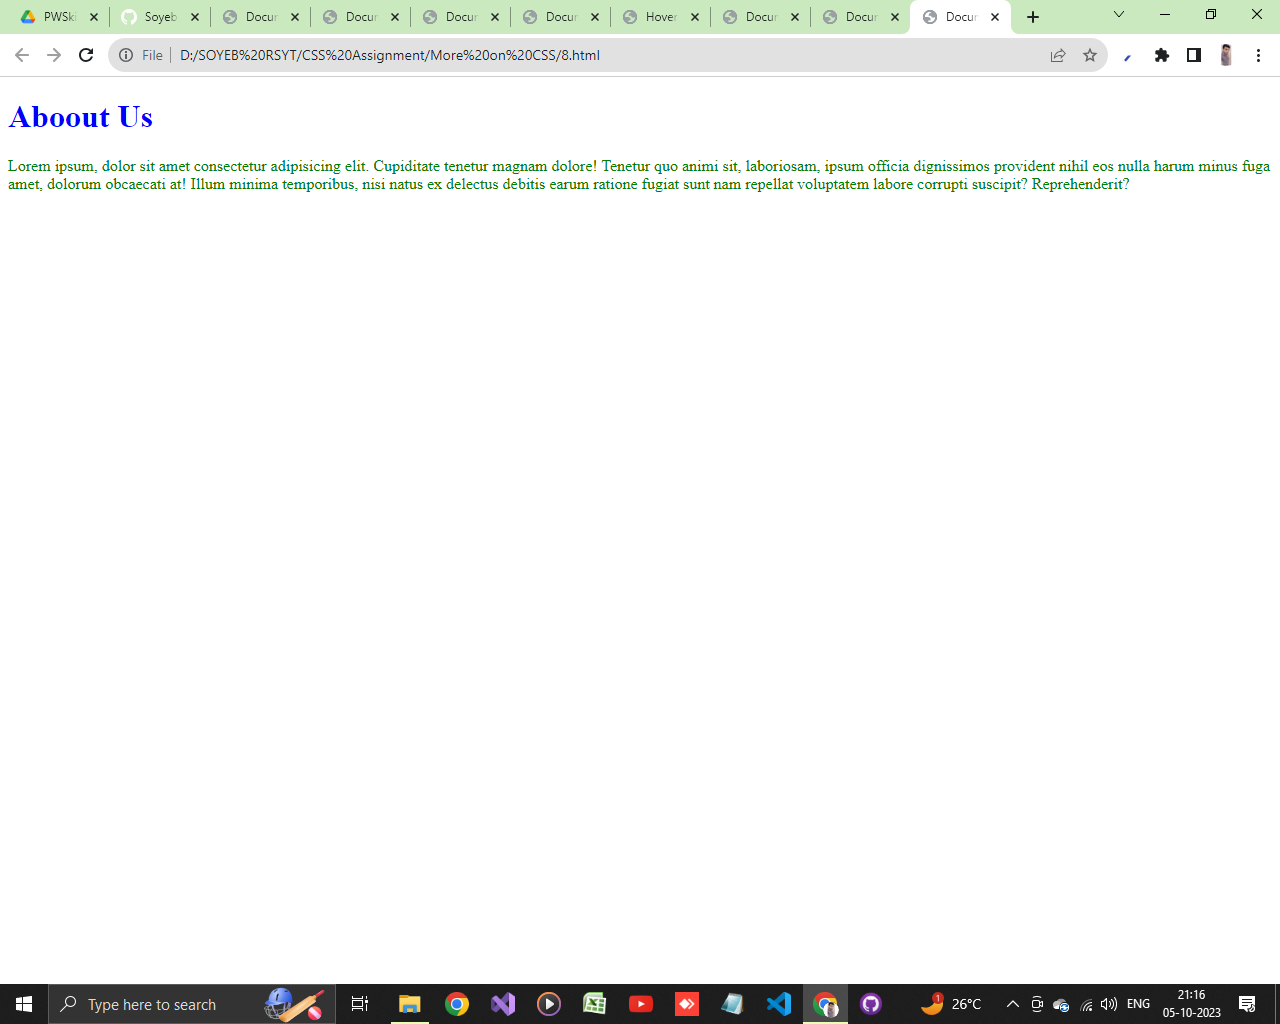 PWSki
Soyeb
Docur
Docur
Docur
Docur
Hover
Docur
Docur
Docur
File
D:/SOYEB%20RSYT/CSS%20Assignment/More%20on%20CSS/8.html
Aboout Us
Lorem ipsum, dolor sit amet consectetur adipisicing elit. Cupiditate tenetur magnam dolore! Tenetur quo animi sit, laboriosam, ipsum officia dignissimos provident nihil eos nulla harum minus fuga
amet, dolorum obcaecati at! Illum minima temporibus, nisi natus ex delectus debitis earum ratione fugiat sunt nam repellat voluptatem labore corrupti suscipit? Reprehenderit?
Type here to search
1
26°C
ENG
21:16
05-10-2023